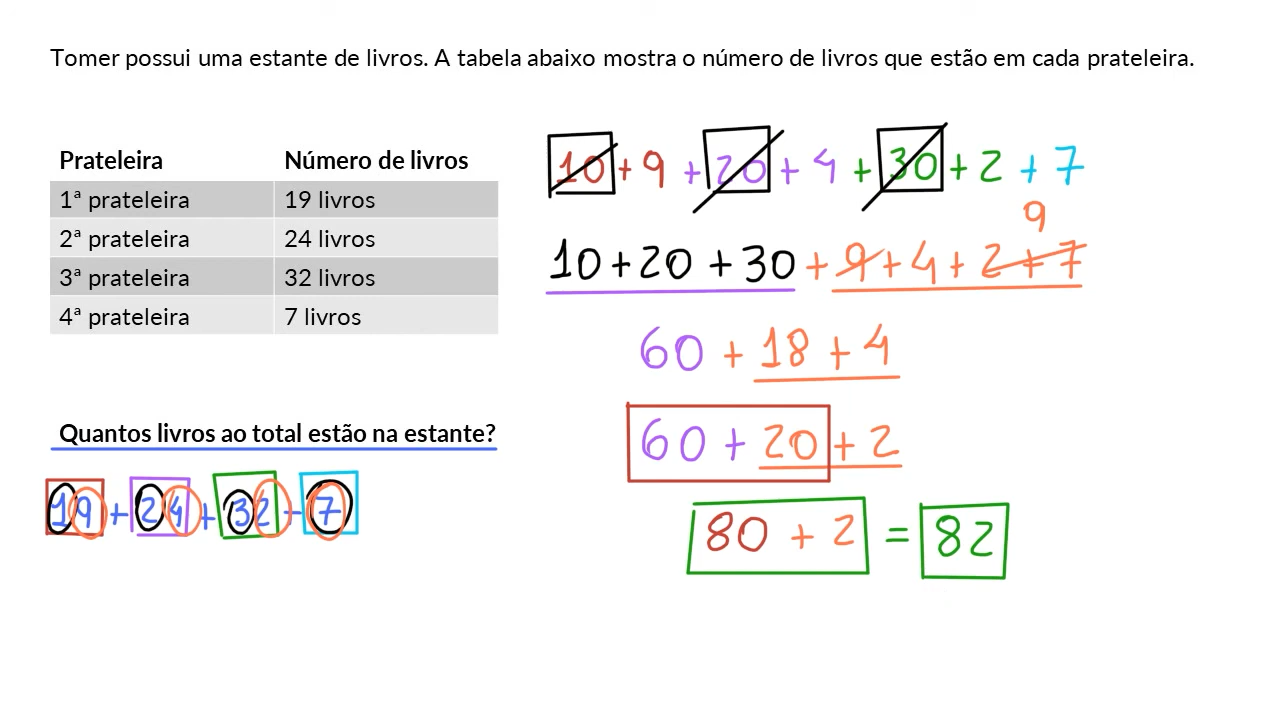 Tomer possui uma estante de livros. A tabela abaixo mostra o número de livros que estão em cada prateleira.
Prateleira Número de livros
1ª prateleira 19 livros
2ª prateleira 24 livros
3ª prateleira 32 livros
4ª prateleira 7 livros
Quantos livros ao total estão na estante?
19 + 24 + 32 + 7
10 + 9 + 20 + 4 + 30 + 2 + 7
9
10 + 20 + 30 + 9 + 4 + 2 + 7
60 + 18 + 4
60 + 20 + 2
80 + 2 = 82